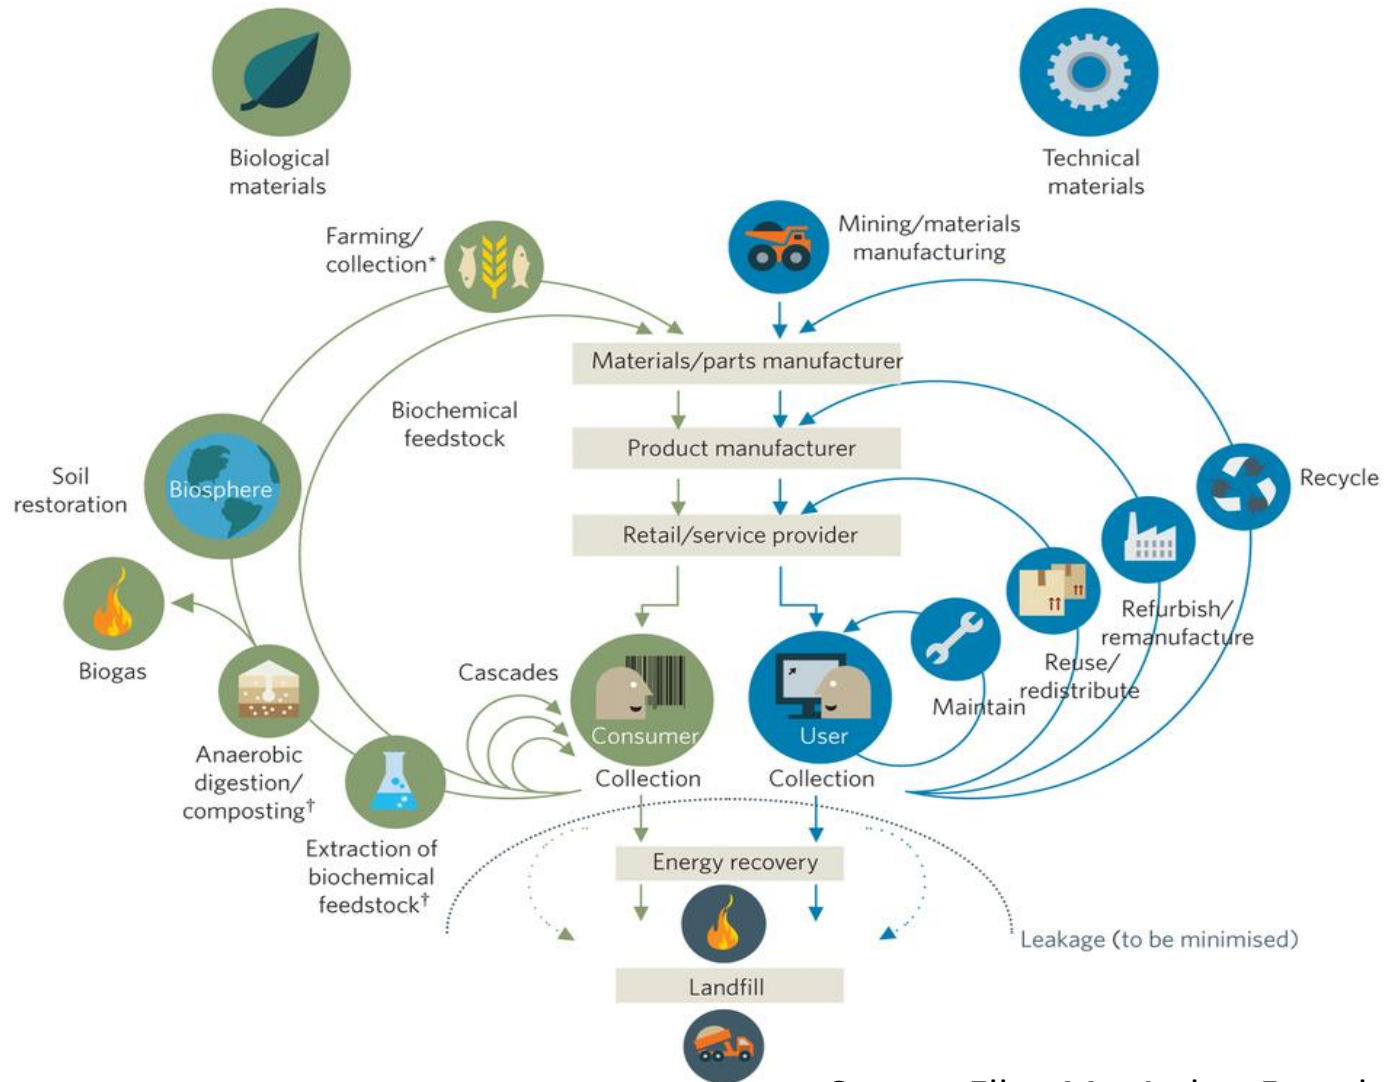 Biological
materials
Technical
materials
Farming/
collection*
Mining/materials
manufacturing
Materials/parts manufacturer
Biochemical
feedstock
Product manufacturer
Soil
restoration
Biosphere
Recycle
Retail/service provider
Biogas
Refurbish/
remanufacture
Reuse/
redistribute
Maintain
Cascades
Consumer
User
Collection
Collection
Anaerobic
digestion/
composting†
Extraction of
biochemical
feedstock†
Energy recovery
Leakage (to be minimised)
Landfill